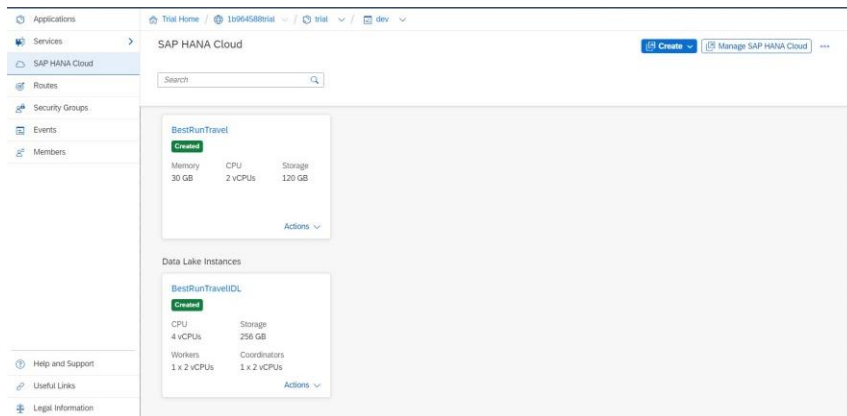 Applications
Services
SAP HANA Cloud
Routes
Security Groups
Events
Members
Help and Support
Useful Links
Legal Information
Trial Home / 1b964588trial / trial / dev
SAP HANA Cloud
Create
Manage SAP HANA Cloud
Search
BestRunTravel
Created
Memory CPU Storage
30 GB 2 vCPUs 120 GB
Actions
Data Lake Instances
BestRunTravelIDL
Created
CPU Storage
4 vCPUs 256 GB
Workers Coordinators
1 x 2 vCPUs 1 x 2 vCPUs
Actions